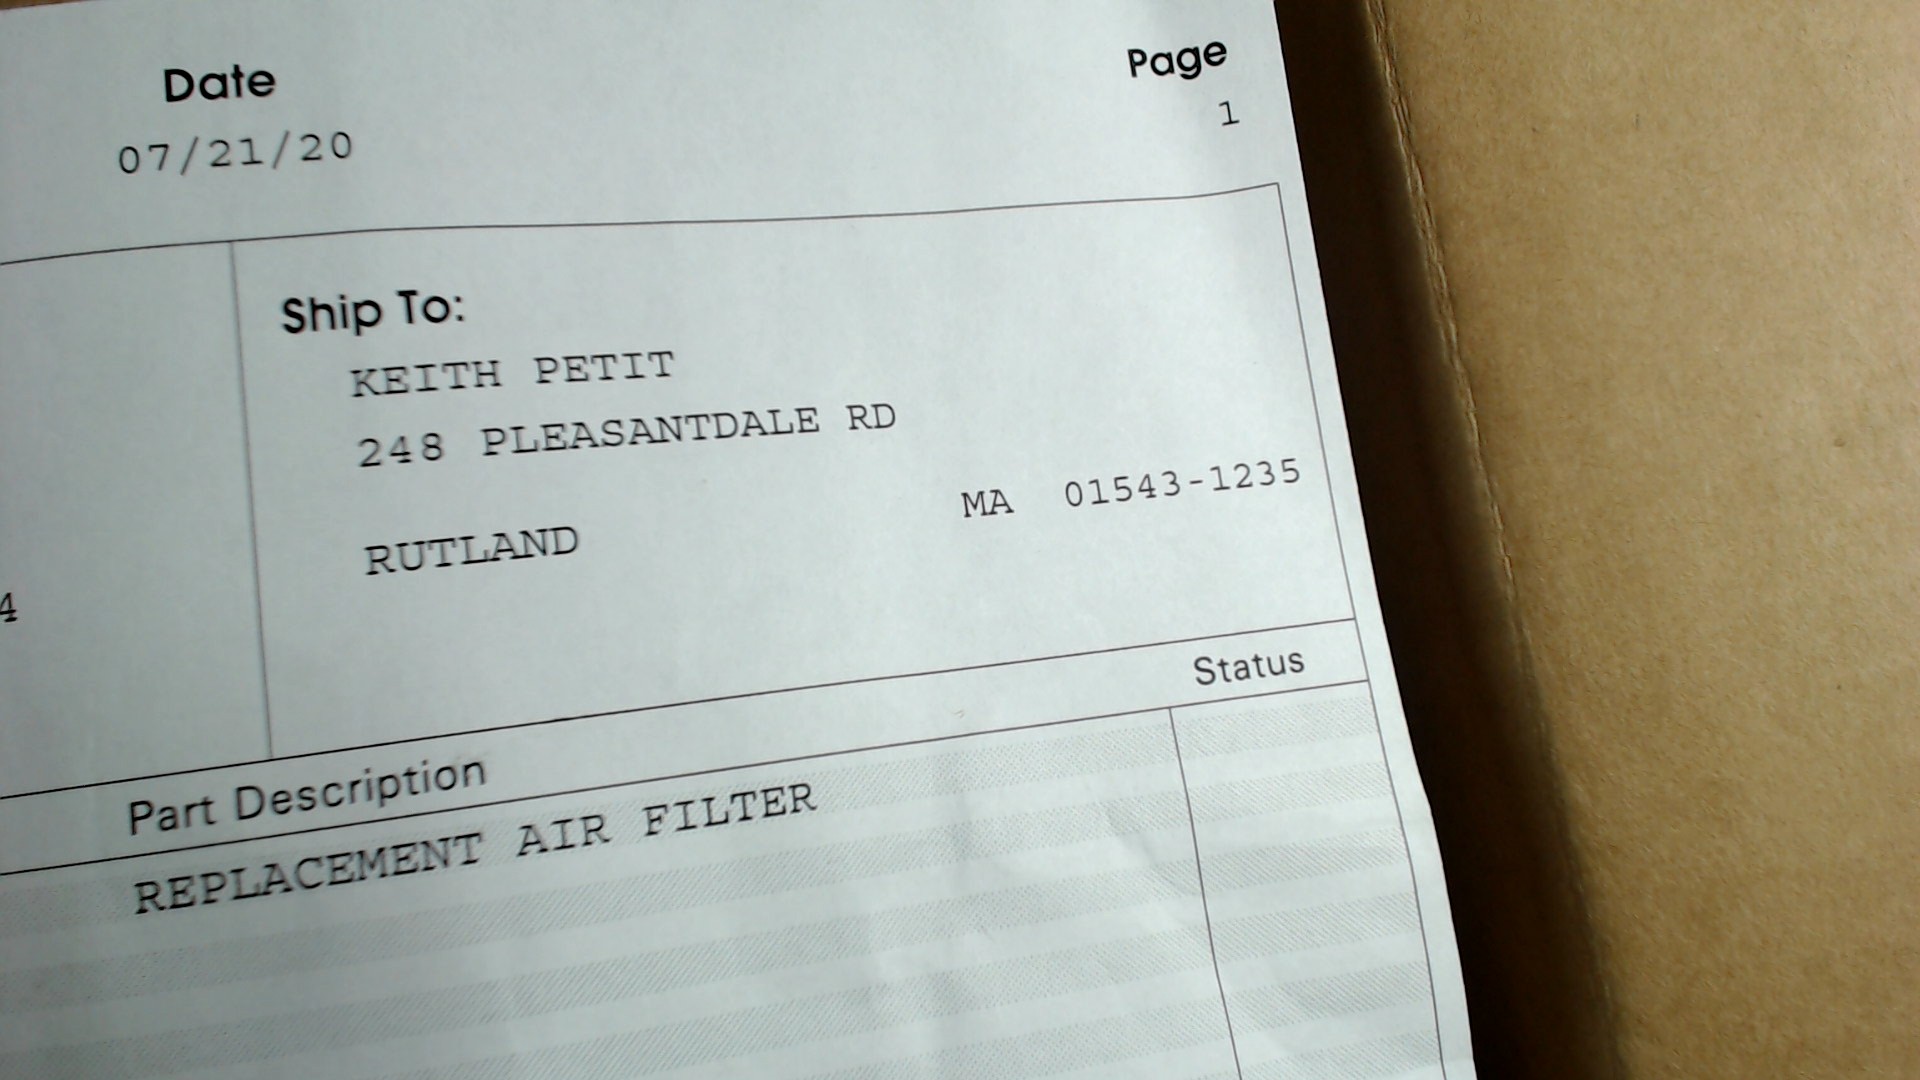 Date
Page
07/21/20
1
Ship To:
KEITH PETIT
248 PLEASANTDALE RD
RUTLAND MA 01543-1235
4
Status
Part Description
REPLACEMENT AIR FILTER